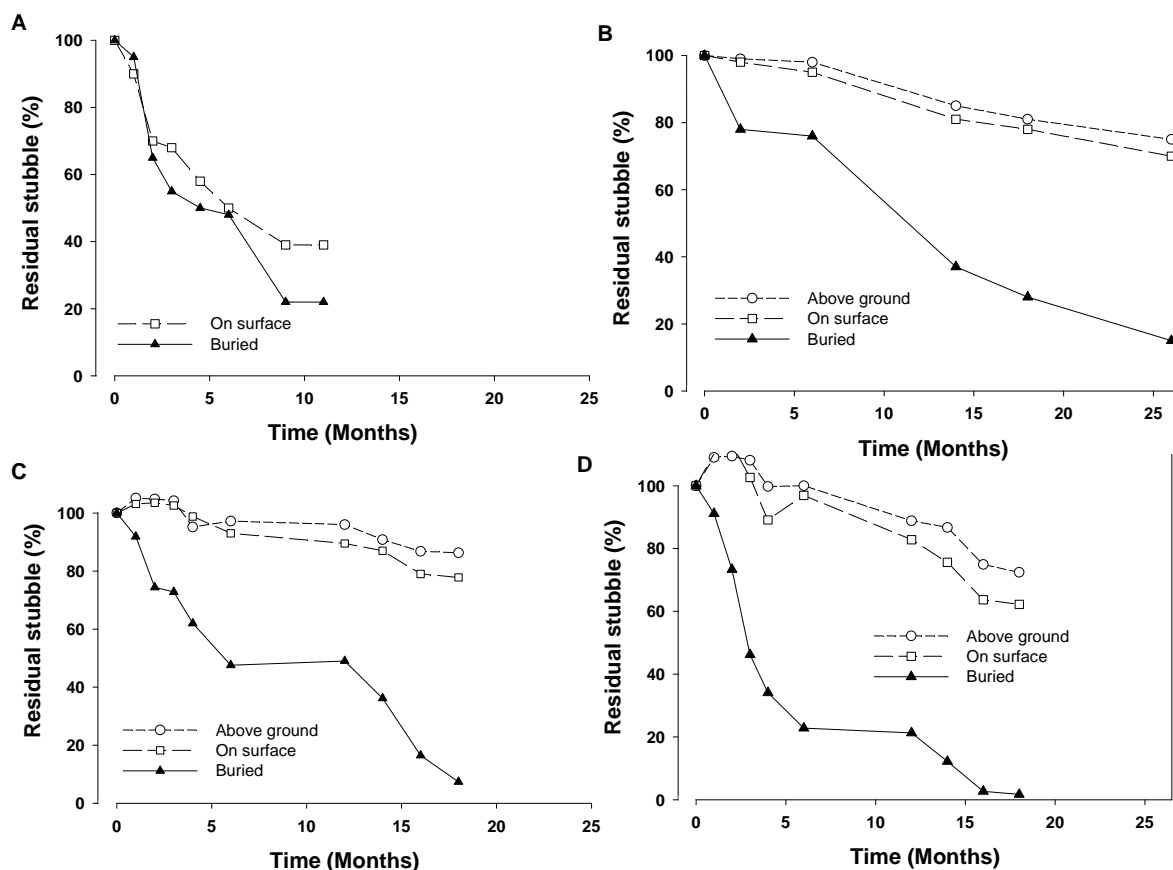 A
Residual stubble (%)
100
80
60
40
20
0
On surface
Buried
0 5 10 15 20 25
Time (Months)
B
Residual stubble (%)
100
80
60
40
20
0
Above ground
On surface
Buried
0 5 10 15 20 25
Time (Months)
C
Residual stubble (%)
100
80
60
40
20
0
Above ground
On surface
Buried
0 5 10 15 20 25
Time (Months)
D
Residual stubble (%)
100
80
60
40
20
0
Above ground
On surface
Buried
0 5 10 15 20 25
Time (Months)